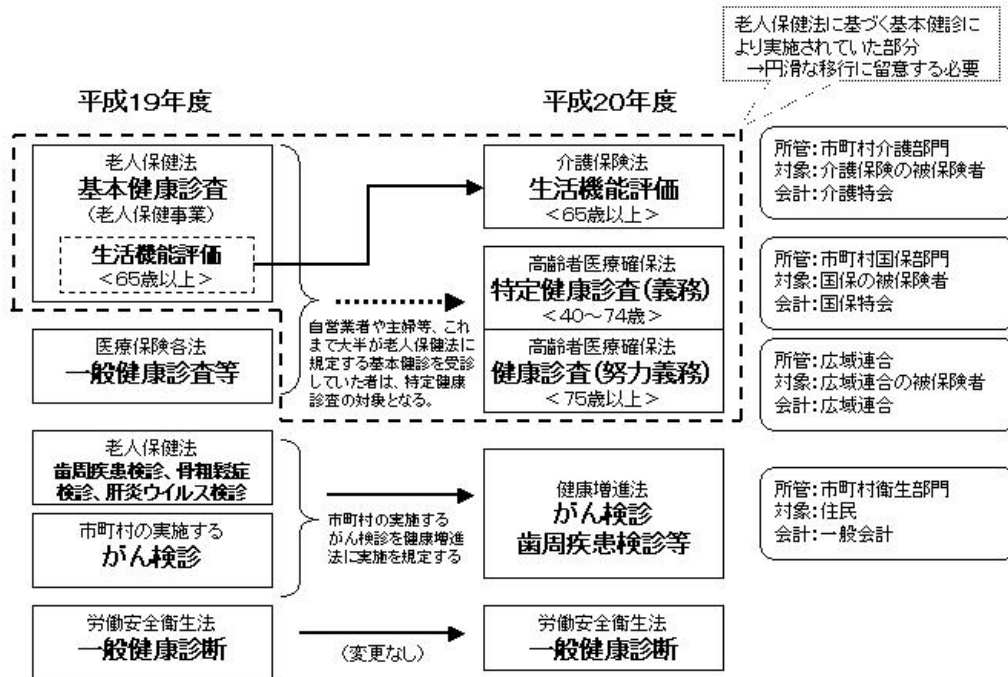 老人保健法に基づく基本健診に
より実施されていた部分
→円滑な移行に留意する必要
平成19年度
平成20年度
老人保健法
基本健康診査
(老人保健事業)
生活機能評価
<65歳以上>
介護保険法
生活機能評価
<65歳以上>
所管:市町村介護部門
対象:介護保険の被保険者
会計:介護特会
高齢者医療確保法
特定健康診査(義務)
<40~74歳>
所管:市町村国保部門
対象:国保の被保険者
会計:国保特会
自営業者や主婦等、これ
まで大半が老人保健法に
規定する基本健診を受診
していた者は、特定健康
診査の対象となる。
医療保険各法
一般健康診査等
高齢者医療確保法
健康診査(努力義務)
<75歳以上>
所管:広域連合
対象:広域連合の被保険者
会計:広域連合
老人保健法
歯周疾患検診、骨粗鬆症
検診、肝炎ウイルス検診
市町村の実施する
がん検診
市町村の実施する
がん検診を健康増進
法に実施を規定する
健康増進法
がん検診
歯周疾患検診等
所管:市町村衛生部門
対象:住民
会計:一般会計
労働安全衛生法
一般健康診断
(変更なし)
労働安全衛生法
一般健康診断